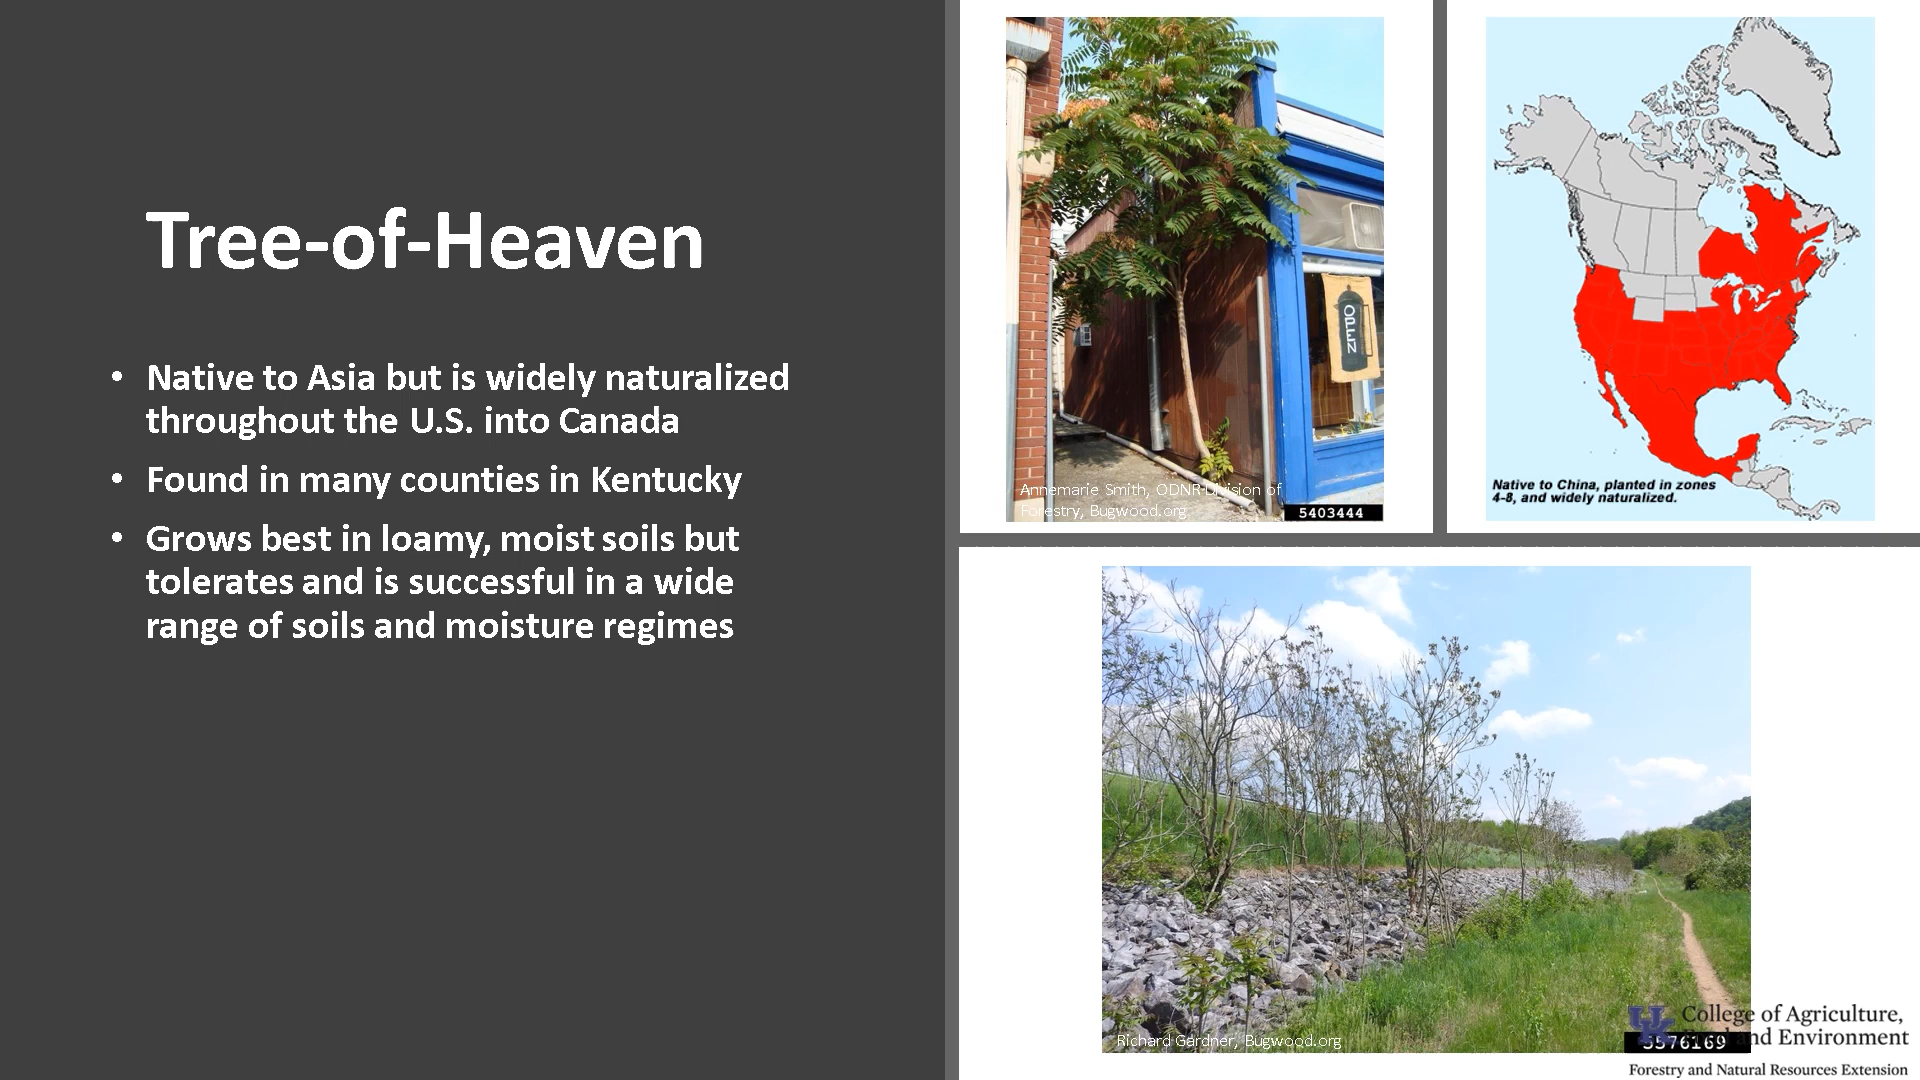 Tree-of-Heaven
• Native to Asia but is widely naturalized
throughout the U.S. into Canada
• Found in many counties in Kentucky
• Grows best in loamy, moist soils but
tolerates and is successful in a wide
range of soils and moisture regimes
OPEN
Annemarie Smith, ODNR-Division of
Forestry, Bugwood.org
5403444
Native to China, planted in zones
4-8, and widely naturalized.
Richard Gardner, Bugwood.org
5576169
UK
College of Agriculture,
Food and Environment
Forestry and Natural Resources Extension